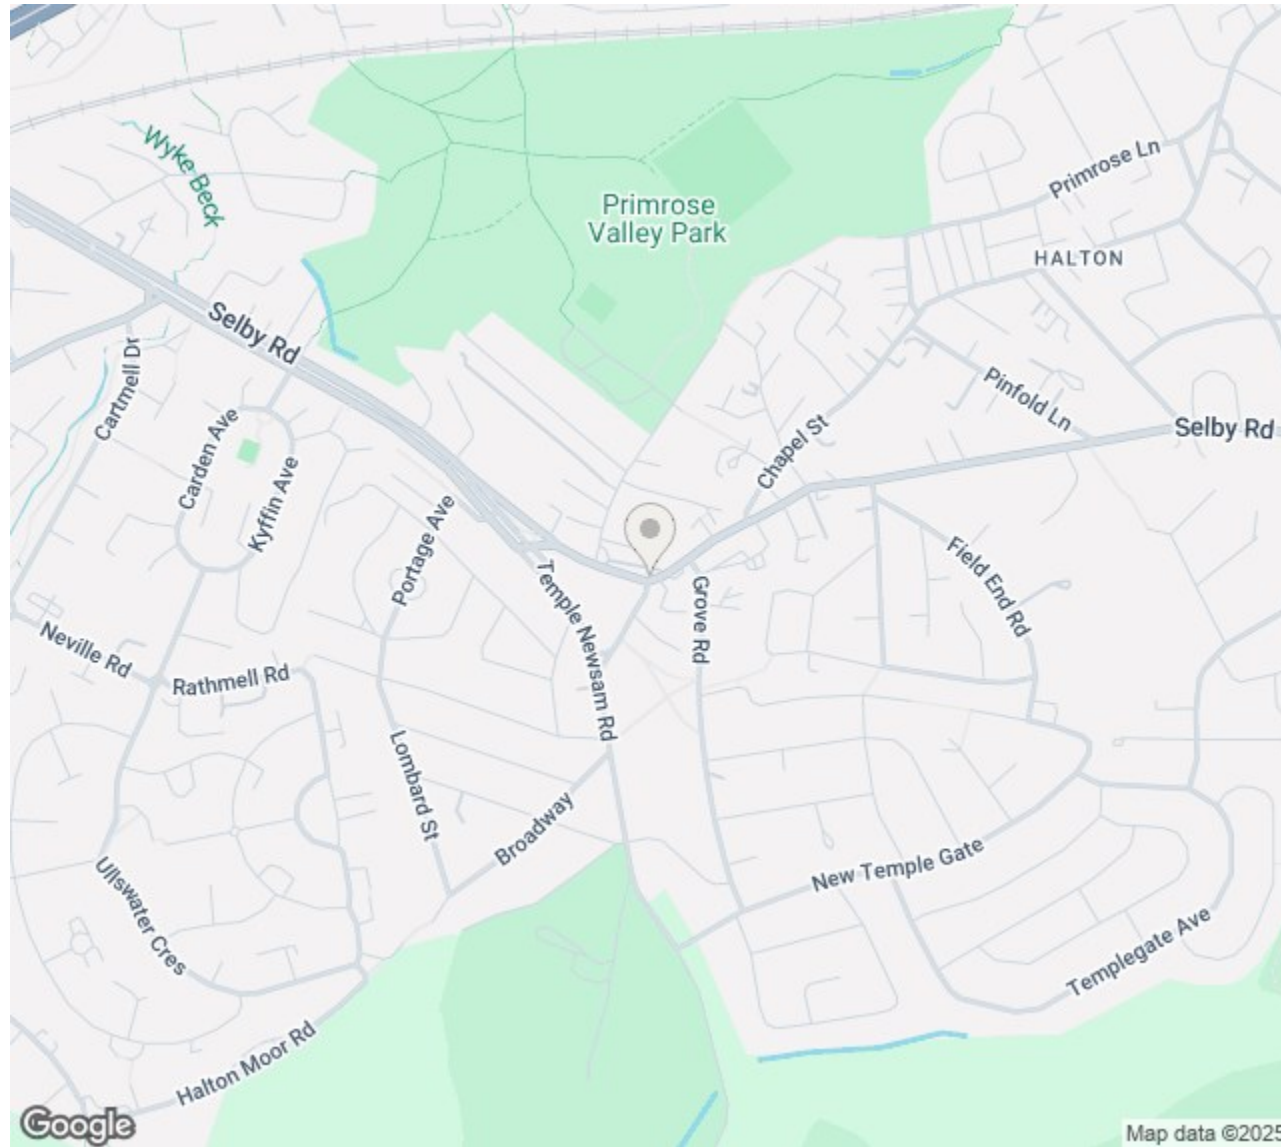 Wyke Beck
Primrose
Valley Park
Primrose Ln
HALTON
Selby Rd
Cartmell Dr
Carden Ave
Kyffin Ave
Pinfold Ln
Selby Rd
Chapel St
Portage Ave
Field End Rd
Temple Newsam Rd
Grove Rd
Neville Rd
Rathmell Rd
Lombard St
Broadway
New Temple Gate
Ullswater Cres
Templegate Ave
Halton Moor Rd
Google
Map data ©2025